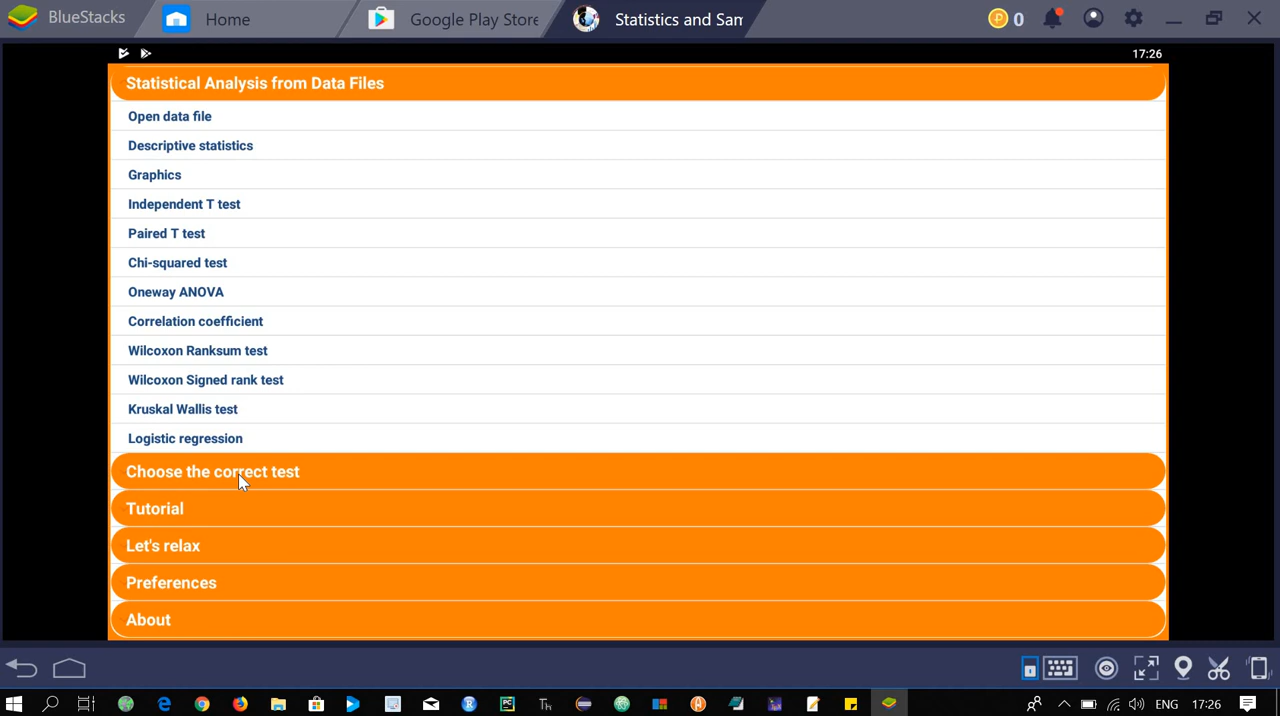 BlueStacks
Home
Google Play Store
Statistics and Sam
0
17:26
Statistical Analysis from Data Files
Open data file
Descriptive statistics
Graphics
Independent T test
Paired T test
Chi-squared test
Oneway ANOVA
Correlation coefficient
Wilcoxon Ranksum test
Wilcoxon Signed rank test
Kruskal Wallis test
Logistic regression
Choose the correct test
Tutorial
Let's relax
Preferences
About
ENG 17:26